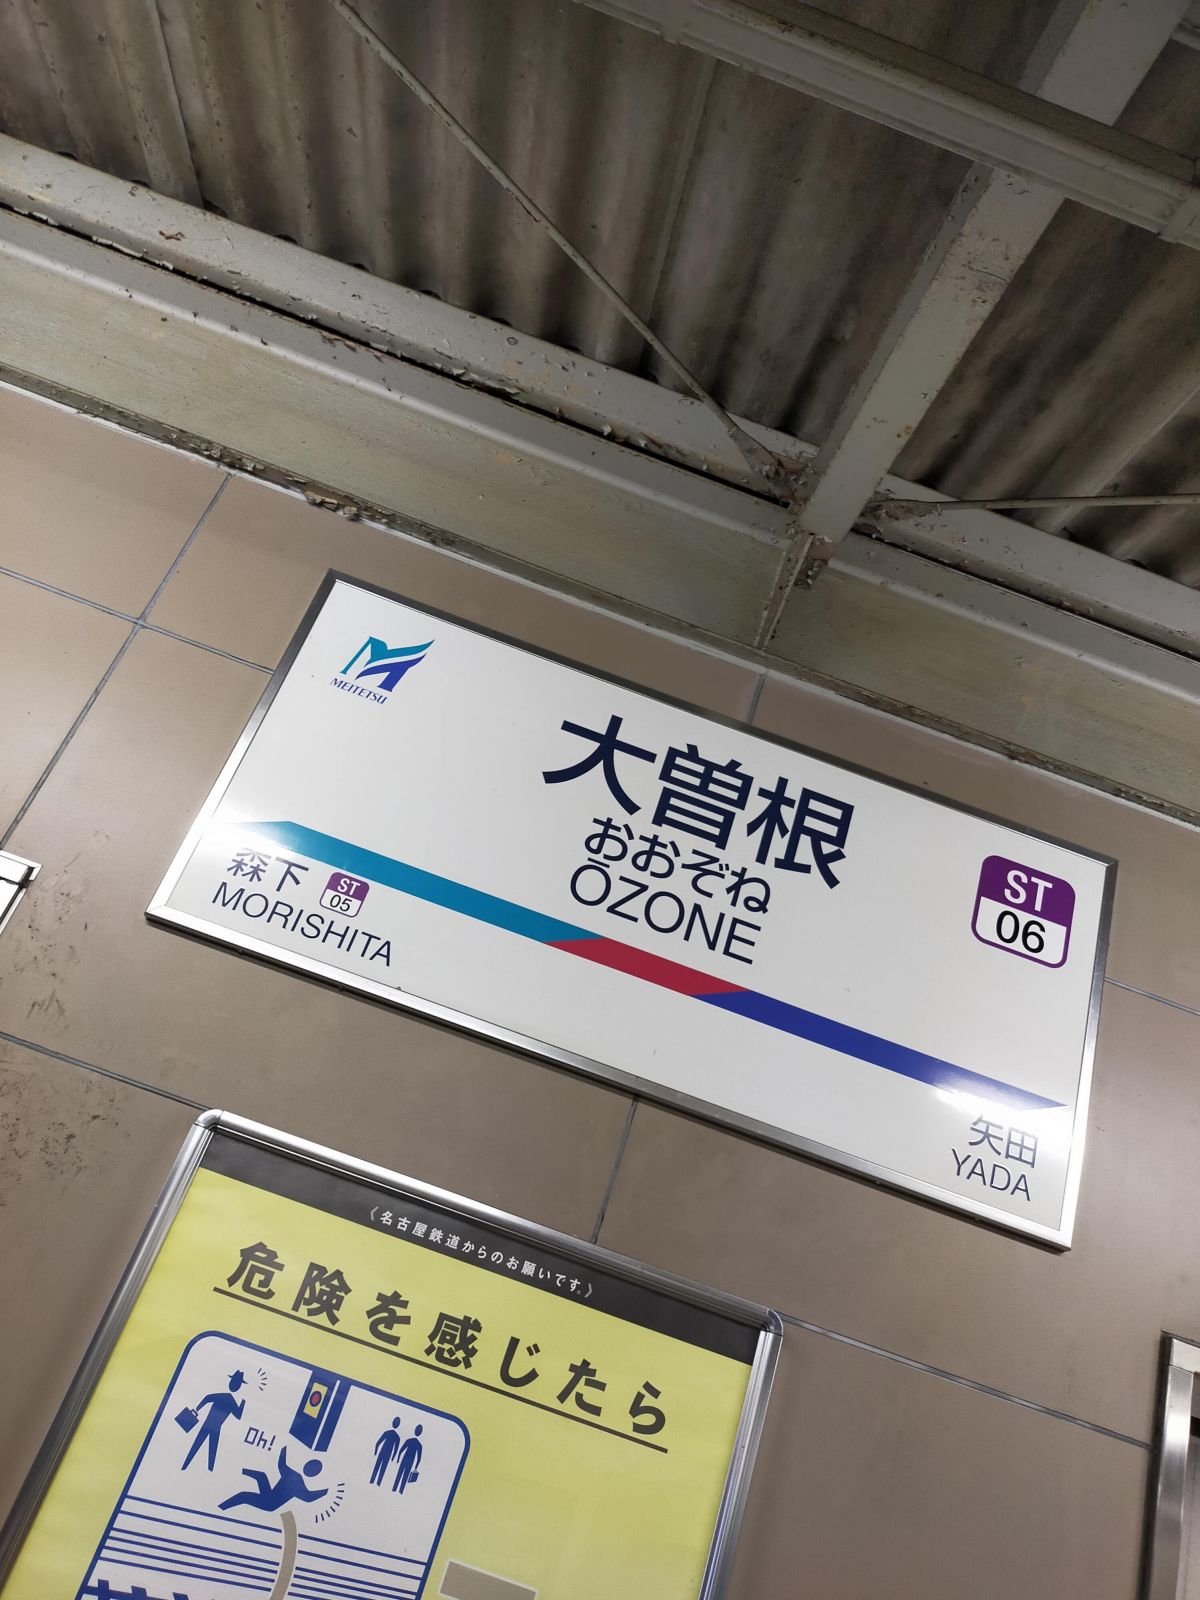 MEITETSU
大曽根
おおぞね
ŌZONE
ST
06
森下
ST
05
MORISHITA
矢田
YADA
《名古屋鉄道からのお願いです。》
危険を感じたら
Oh!